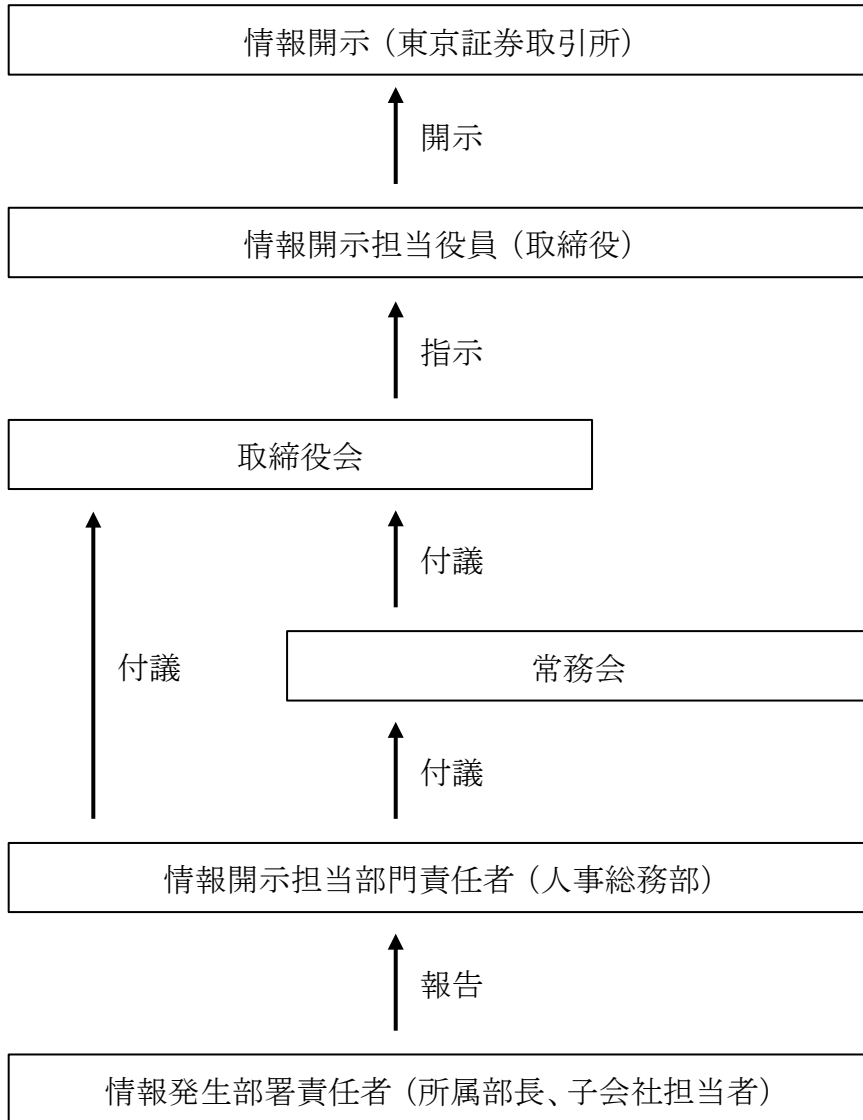 情報開示（東京証券取引所）
開示
情報開示担当役員（取締役）
指示
取締役会
付議
付議
常務会
付議
情報開示担当部門責任者（人事総務部）
報告
情報発生部署責任者（所属部長、子会社担当者）